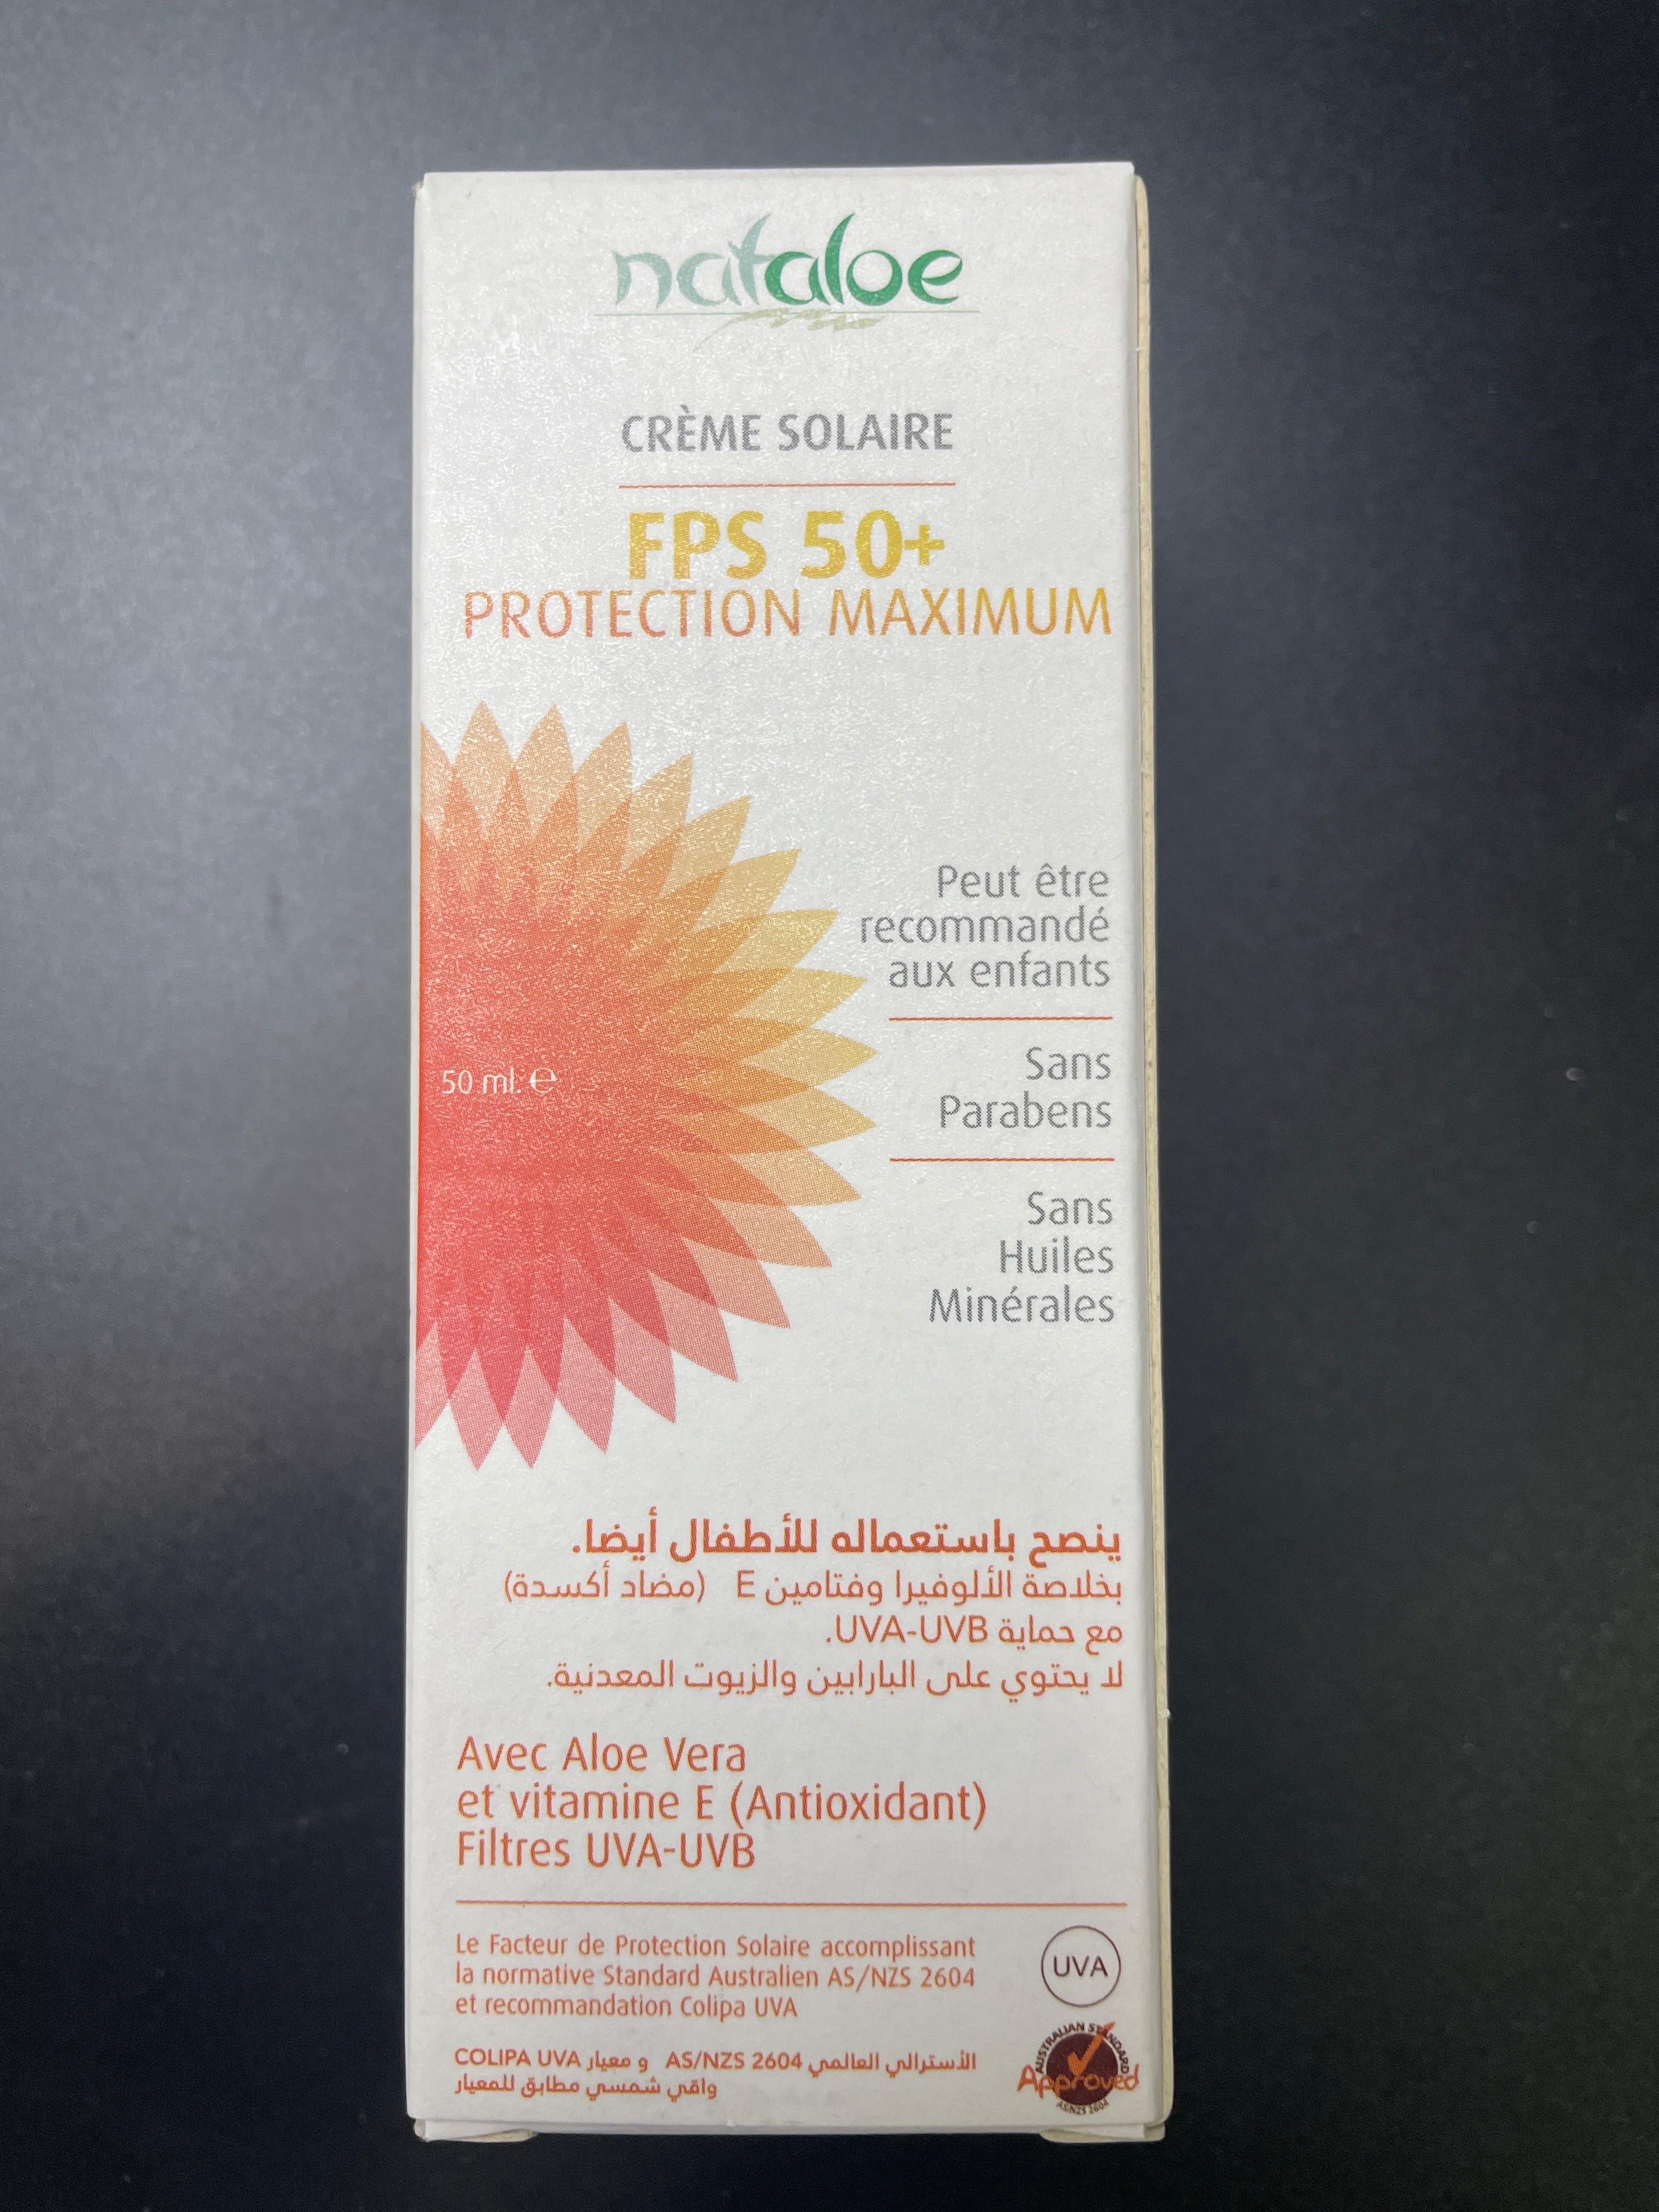 nataloe
CRÈME SOLAIRE
FPS 50+
PROTECTION MAXIMUM
Peut être
recommandé
aux enfants
Sans
Parabens
Sans
Huiles
Minérales
50 ml. ℮
ينصح باستعماله للأطفال أيضا.
بخلاصة الألوفيرا وفتامين E (مضاد أكسدة)
مع حماية UVA-UVB.
لا يحتوي على البارابين والزيوت المعدنية.
Avec Aloe Vera
et vitamine E (Antioxidant)
Filtres UVA-UVB
Le Facteur de Protection Solaire accomplissant
la normative Standard Australien AS/NZS 2604
et recommandation Colipa UVA
UVA
الأسترالي العالمي AS/NZS 2604 و معيار COLIPA UVA
واقي شمسي مطابق للمعيار
AUSTRALIAN STANDARD
Approved
AS/NZS 2604